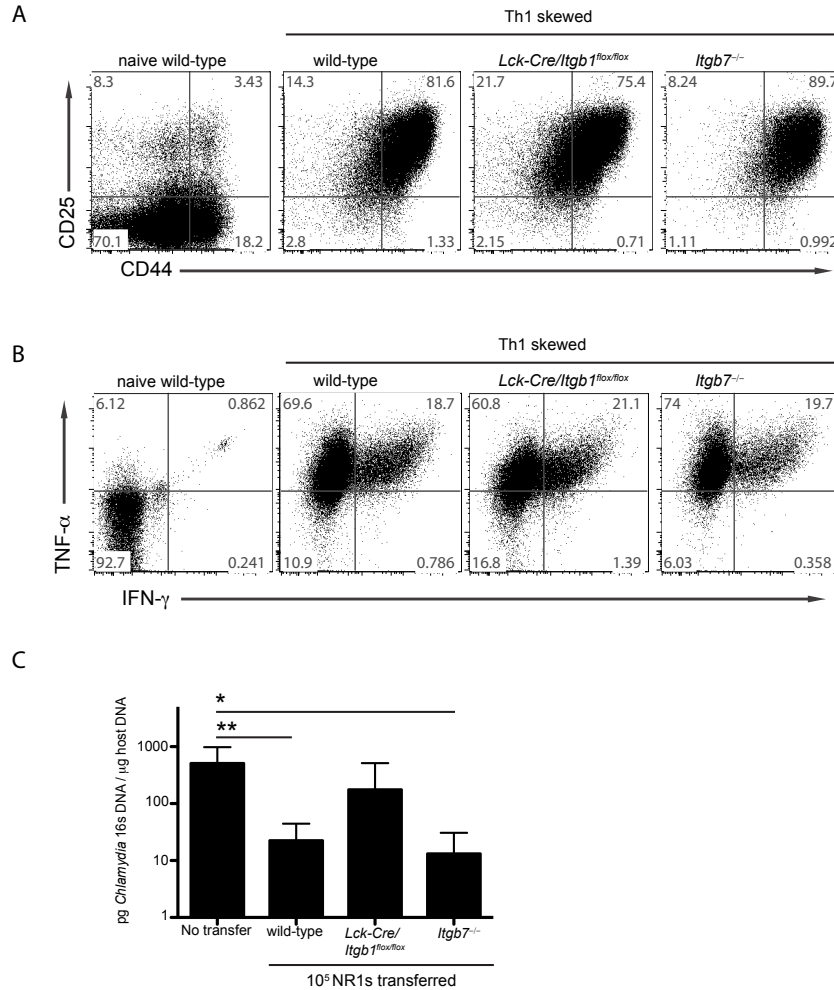 A
Th1 skewed
naive wild-type
wild-type
Lck-Cre/Itgb1flox/flox
Itgb7–/–
8.3
3.43
14.3
81.6
21.7
75.4
8.24
89.7
70.1
18.2
2.8
1.33
2.15
0.71
1.11
0.992
CD25
CD44
B
Th1 skewed
naive wild-type
wild-type
Lck-Cre/Itgb1flox/flox
Itgb7–/–
6.12
0.862
69.6
18.7
60.8
21.1
74
19.7
92.7
0.241
10.9
0.786
16.8
1.39
6.03
0.358
TNF-α
IFN-γ
C
*
**
pg Chlamydia 16s DNA / μg host DNA
1000
100
10
1
No transfer
wild-type
Lck-Cre/
Itgb1flox/flox
Itgb7–/–
10⁵ NR1s transferred